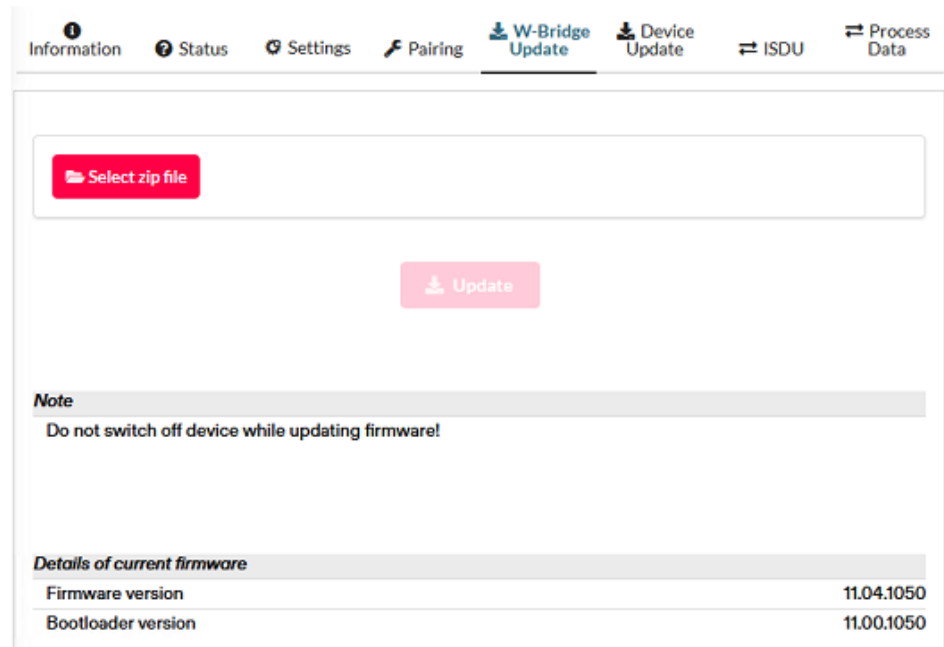 Information
Status
Settings
Pairing
W-Bridge
Update
Device
Update
ISDU
Process
Data
Select zip file
Update
Note
Do not switch off device while updating firmware!
Details of current firmware
Firmware version 11.04.1050
Bootloader version 11.00.1050